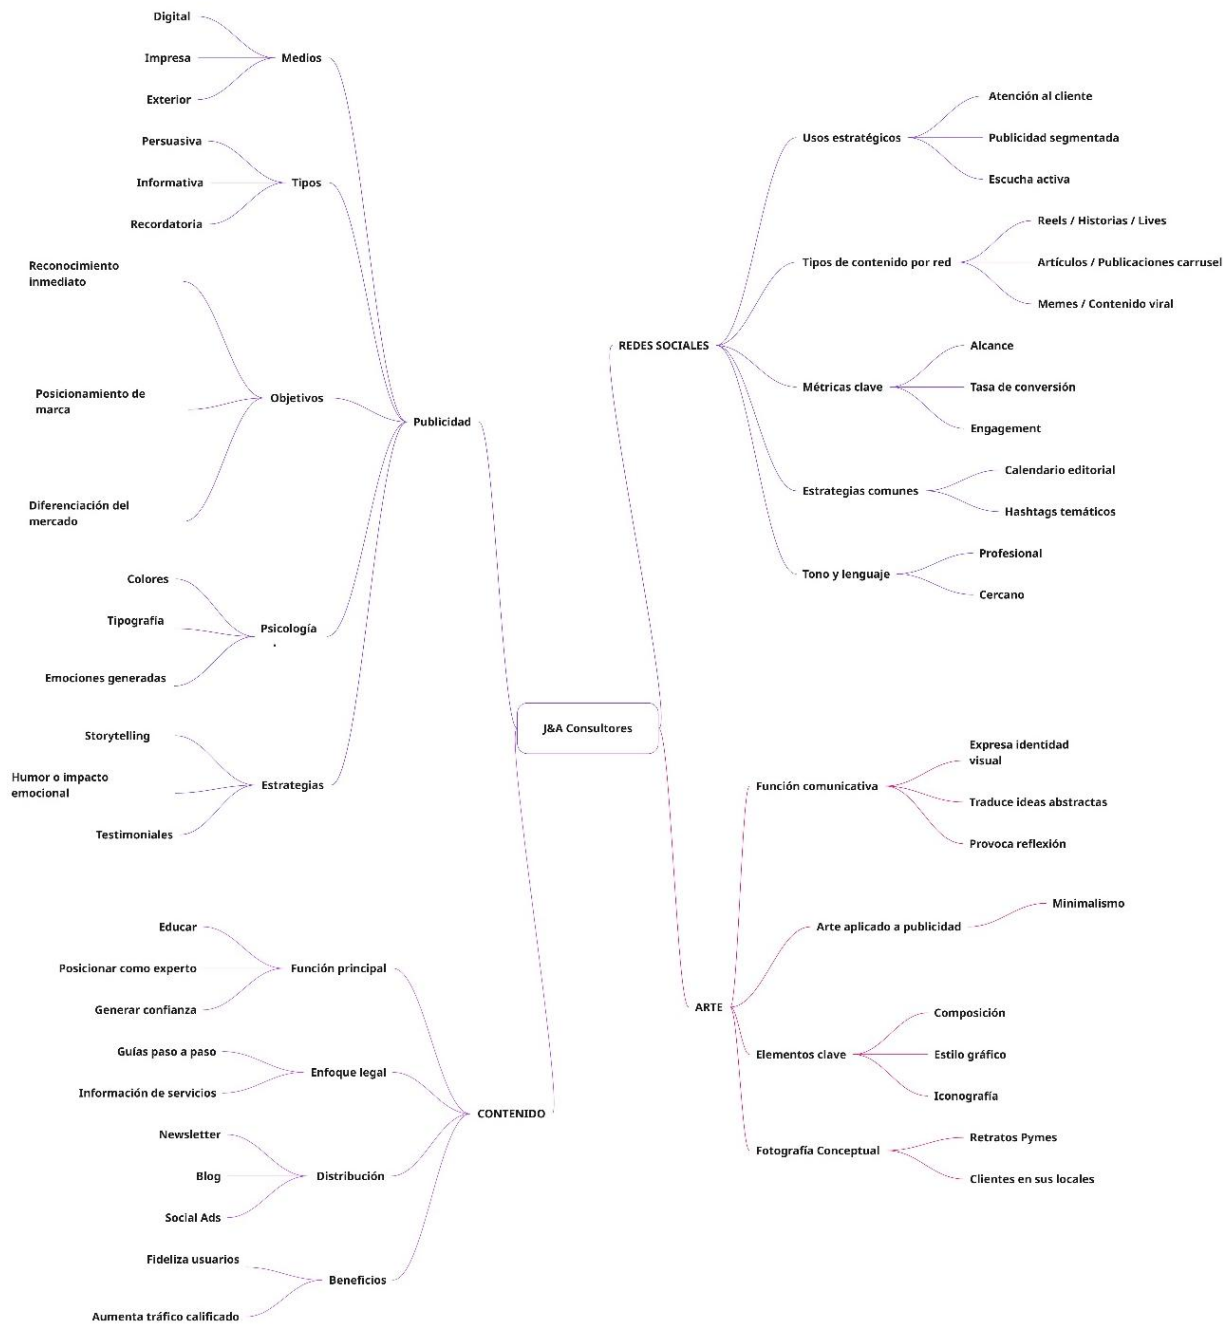 J&A Consultores
Publicidad
Medios
Digital
Impresa
Exterior
Tipos
Persuasiva
Informativa
Recordatoria
Objetivos
Reconocimiento
inmediato
Posicionamiento de
marca
Diferenciación del
mercado
Psicología
.
Colores
Tipografía
Emociones generadas
Estrategias
Storytelling
Humor o impacto
emocional
Testimoniales
CONTENIDO
Función principal
Educar
Posicionar como experto
Generar confianza
Enfoque legal
Guías paso a paso
Información de servicios
Distribución
Newsletter
Blog
Social Ads
Beneficios
Fideliza usuarios
Aumenta tráfico calificado
REDES SOCIALES
Usos estratégicos
Atención al cliente
Publicidad segmentada
Escucha activa
Tipos de contenido por red
Reels / Historias / Lives
Artículos / Publicaciones carrusel
Memes / Contenido viral
Métricas clave
Alcance
Tasa de conversión
Engagement
Estrategias comunes
Calendario editorial
Hashtags temáticos
Tono y lenguaje
Profesional
Cercano
ARTE
Función comunicativa
Expresa identidad
visual
Traduce ideas abstractas
Provoca reflexión
Arte aplicado a publicidad
Minimalismo
Elementos clave
Composición
Estilo gráfico
Iconografía
Fotografía Conceptual
Retratos Pymes
Clientes en sus locales